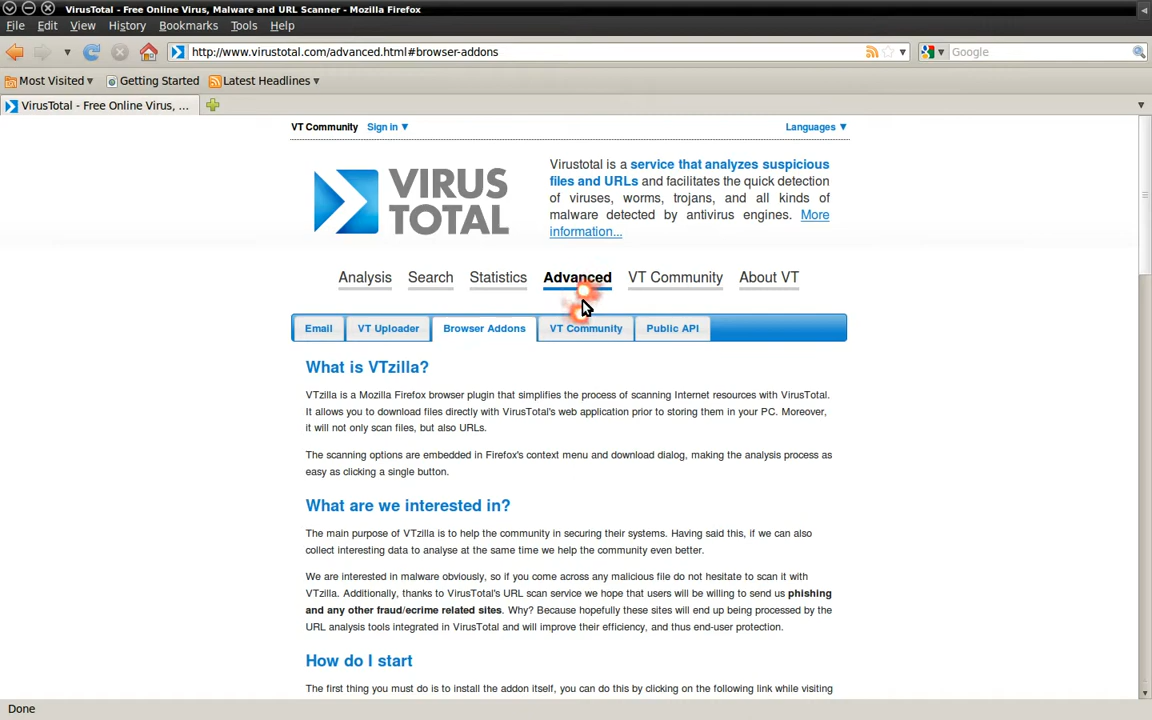 VirusTotal - Free Online Virus, Malware and URL Scanner - Mozilla Firefox
File Edit View History Bookmarks Tools Help
http://www.virustotal.com/advanced.html#browser-addons
Google
Most Visited Getting Started Latest Headlines
VirusTotal - Free Online Virus, ...
VT Community Sign in Languages
VIRUS
TOTAL
Virustotal is a service that analyzes suspicious
files and URLs and facilitates the quick detection
of viruses, worms, trojans, and all kinds of
malware detected by antivirus engines. More
information...
Analysis Search Statistics Advanced VT Community About VT
Email VT Uploader Browser Addons VT Community Public API
What is VTzilla?
VTzilla is a Mozilla Firefox browser plugin that simplifies the process of scanning Internet resources with VirusTotal.
It allows you to download files directly with VirusTotal's web application prior to storing them in your PC. Moreover,
it will not only scan files, but also URLs.
The scanning options are embedded in Firefox's context menu and download dialog, making the analysis process as
easy as clicking a single button.
What are we interested in?
The main purpose of VTzilla is to help the community in securing their systems. Having said this, if we can also
collect interesting data to analyse at the same time we help the community even better.
We are interested in malware obviously, so if you come across any malicious file do not hesitate to scan it with
VTzilla. Additionally, thanks to VirusTotal's URL scan service we hope that users will be willing to send us phishing
and any other fraud/ecrime related sites. Why? Because hopefully these sites will end up being processed by the
URL analysis tools integrated in VirusTotal and will improve their efficiency, and thus end-user protection.
How do I start
The first thing you must do is to install the addon itself, you can do this by clicking on the following link while visiting
Done